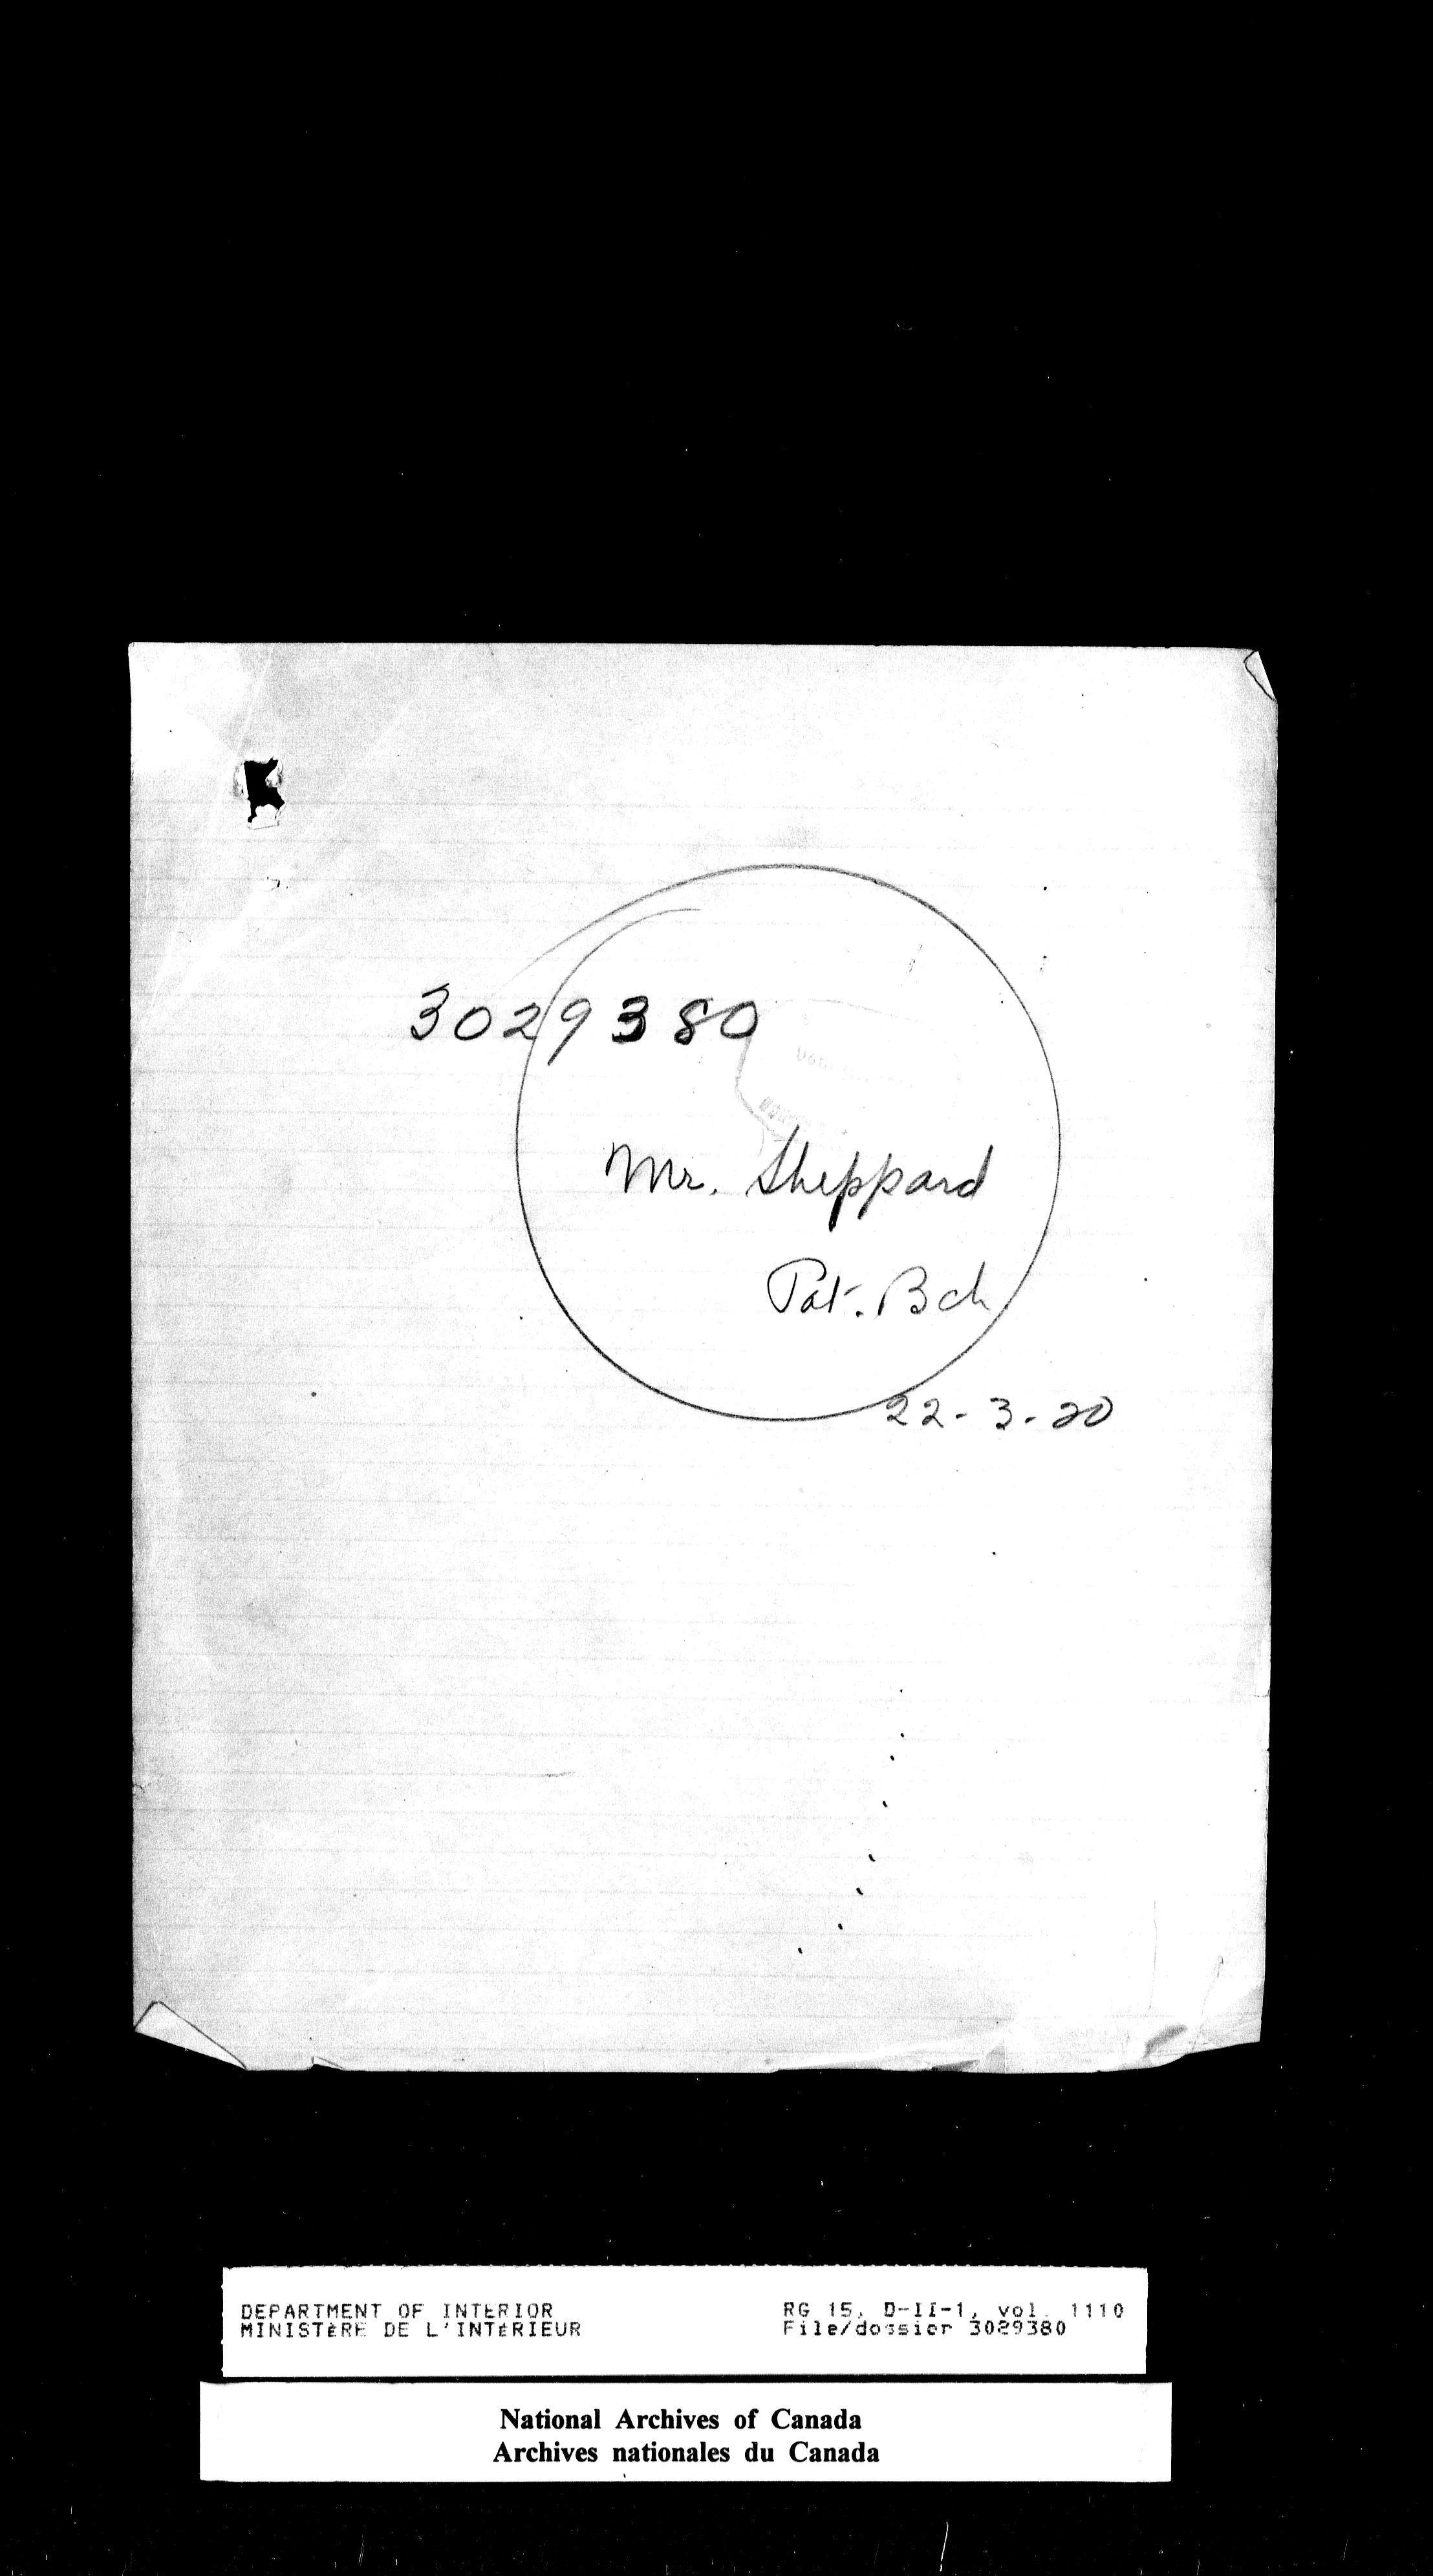 3029380
Mr. Sheppard
Pat. Bch
22-3-20
DEPARTMENT OF INTERIOR
MINISTÈRE DE L'INTÉRIEUR
RG 15, D-II-1, vol. 1110
File/dossier 3029380
National Archives of Canada
Archives nationales du Canada